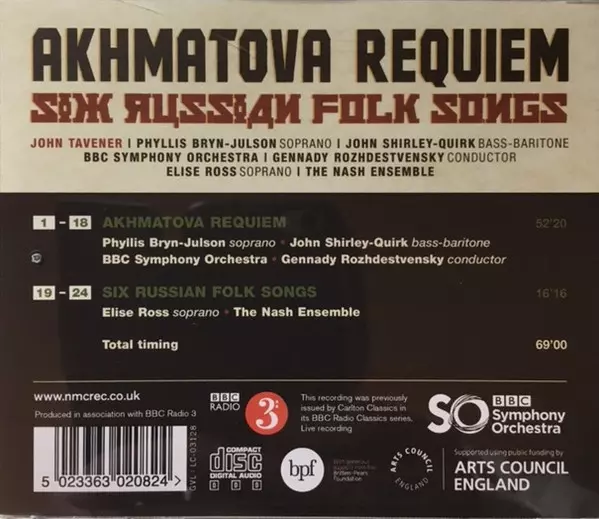 AKHMATOVA REQUIEM
SIX RUSSIAN FOLK SONGS
JOHN TAVENER | PHYLLIS BRYN-JULSON SOPRANO | JOHN SHIRLEY-QUIRK BASS-BARITONE
BBC SYMPHONY ORCHESTRA | GENNADY ROZHDESTVENSKY CONDUCTOR
ELISE ROSS SOPRANO | THE NASH ENSEMBLE
1 - 18 AKHMATOVA REQUIEM 52'20
Phyllis Bryn-Julson soprano · John Shirley-Quirk bass-baritone
BBC Symphony Orchestra · Gennady Rozhdestvensky conductor
19 - 24 SIX RUSSIAN FOLK SONGS 16'16
Elise Ross soprano · The Nash Ensemble
Total timing 69'00
www.nmcrec.co.uk
Produced in association with BBC Radio 3
BBC
RADIO
3
This recording was previously
issued by Carlton Classics in
its BBC Radio Classics series.
Live recording
SO BBC
Symphony
Orchestra
GVL - LC-03128
5 023363 020824 >
COMPACT
disc
DIGITAL AUDIO
bpf
Britten-Pears
Foundation
ARTS COUNCIL
ENGLAND
Supported using public funding by
ARTS COUNCIL
ENGLAND